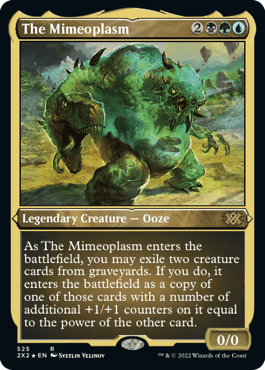 The Mimeoplasm 2
Legendary Creature — Ooze
As The Mimeoplasm enters the
battlefield, you may exile two creature
cards from graveyards. If you do, it
enters the battlefield as a copy of
one of those cards with a number of
additional +1/+1 counters on it equal
to the power of the other card.
0/0
525 R
2X2 ★ EN SVETLIN VELINOV
™ & © 2022 Wizards of the Coast